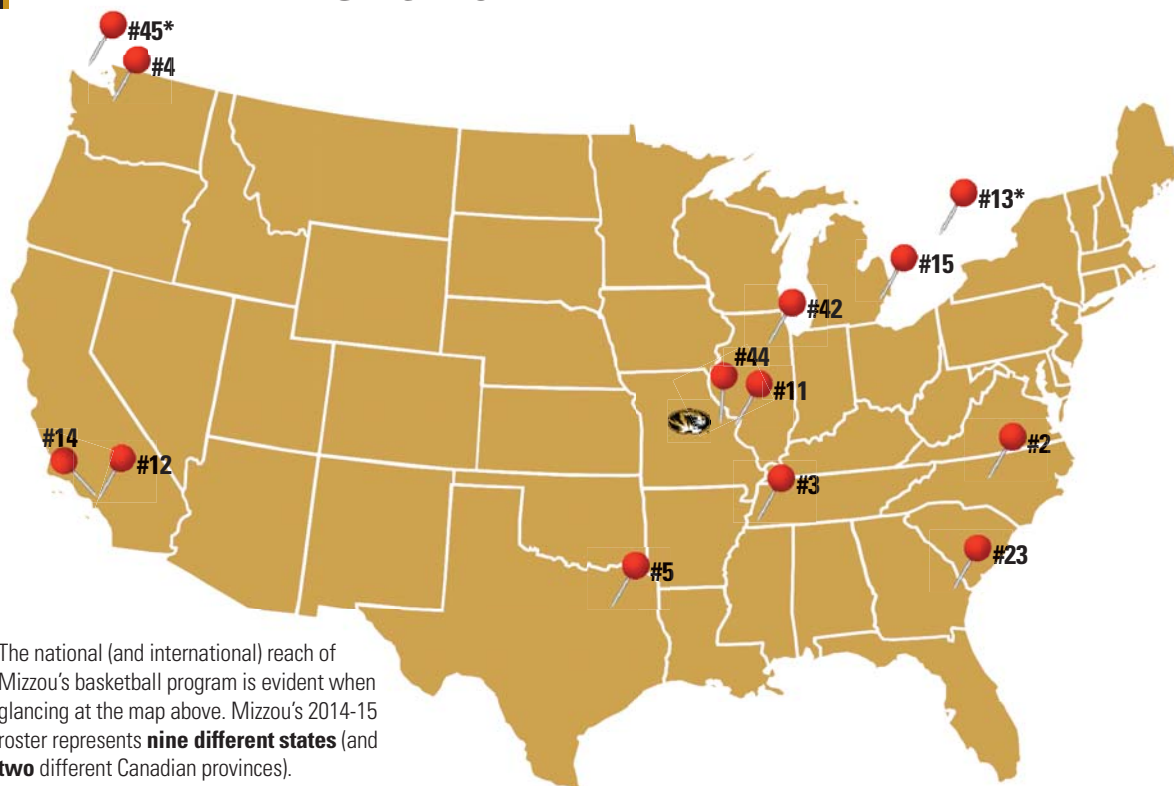 #45*
#4
#13*
#15
#42
#44
#11
#14
#12
#2
#3
#23
#5
The national (and international) reach of
Mizzou’s basketball program is evident when
glancing at the map above. Mizzou’s 2014-15
roster represents nine different states (and
two different Canadian provinces).